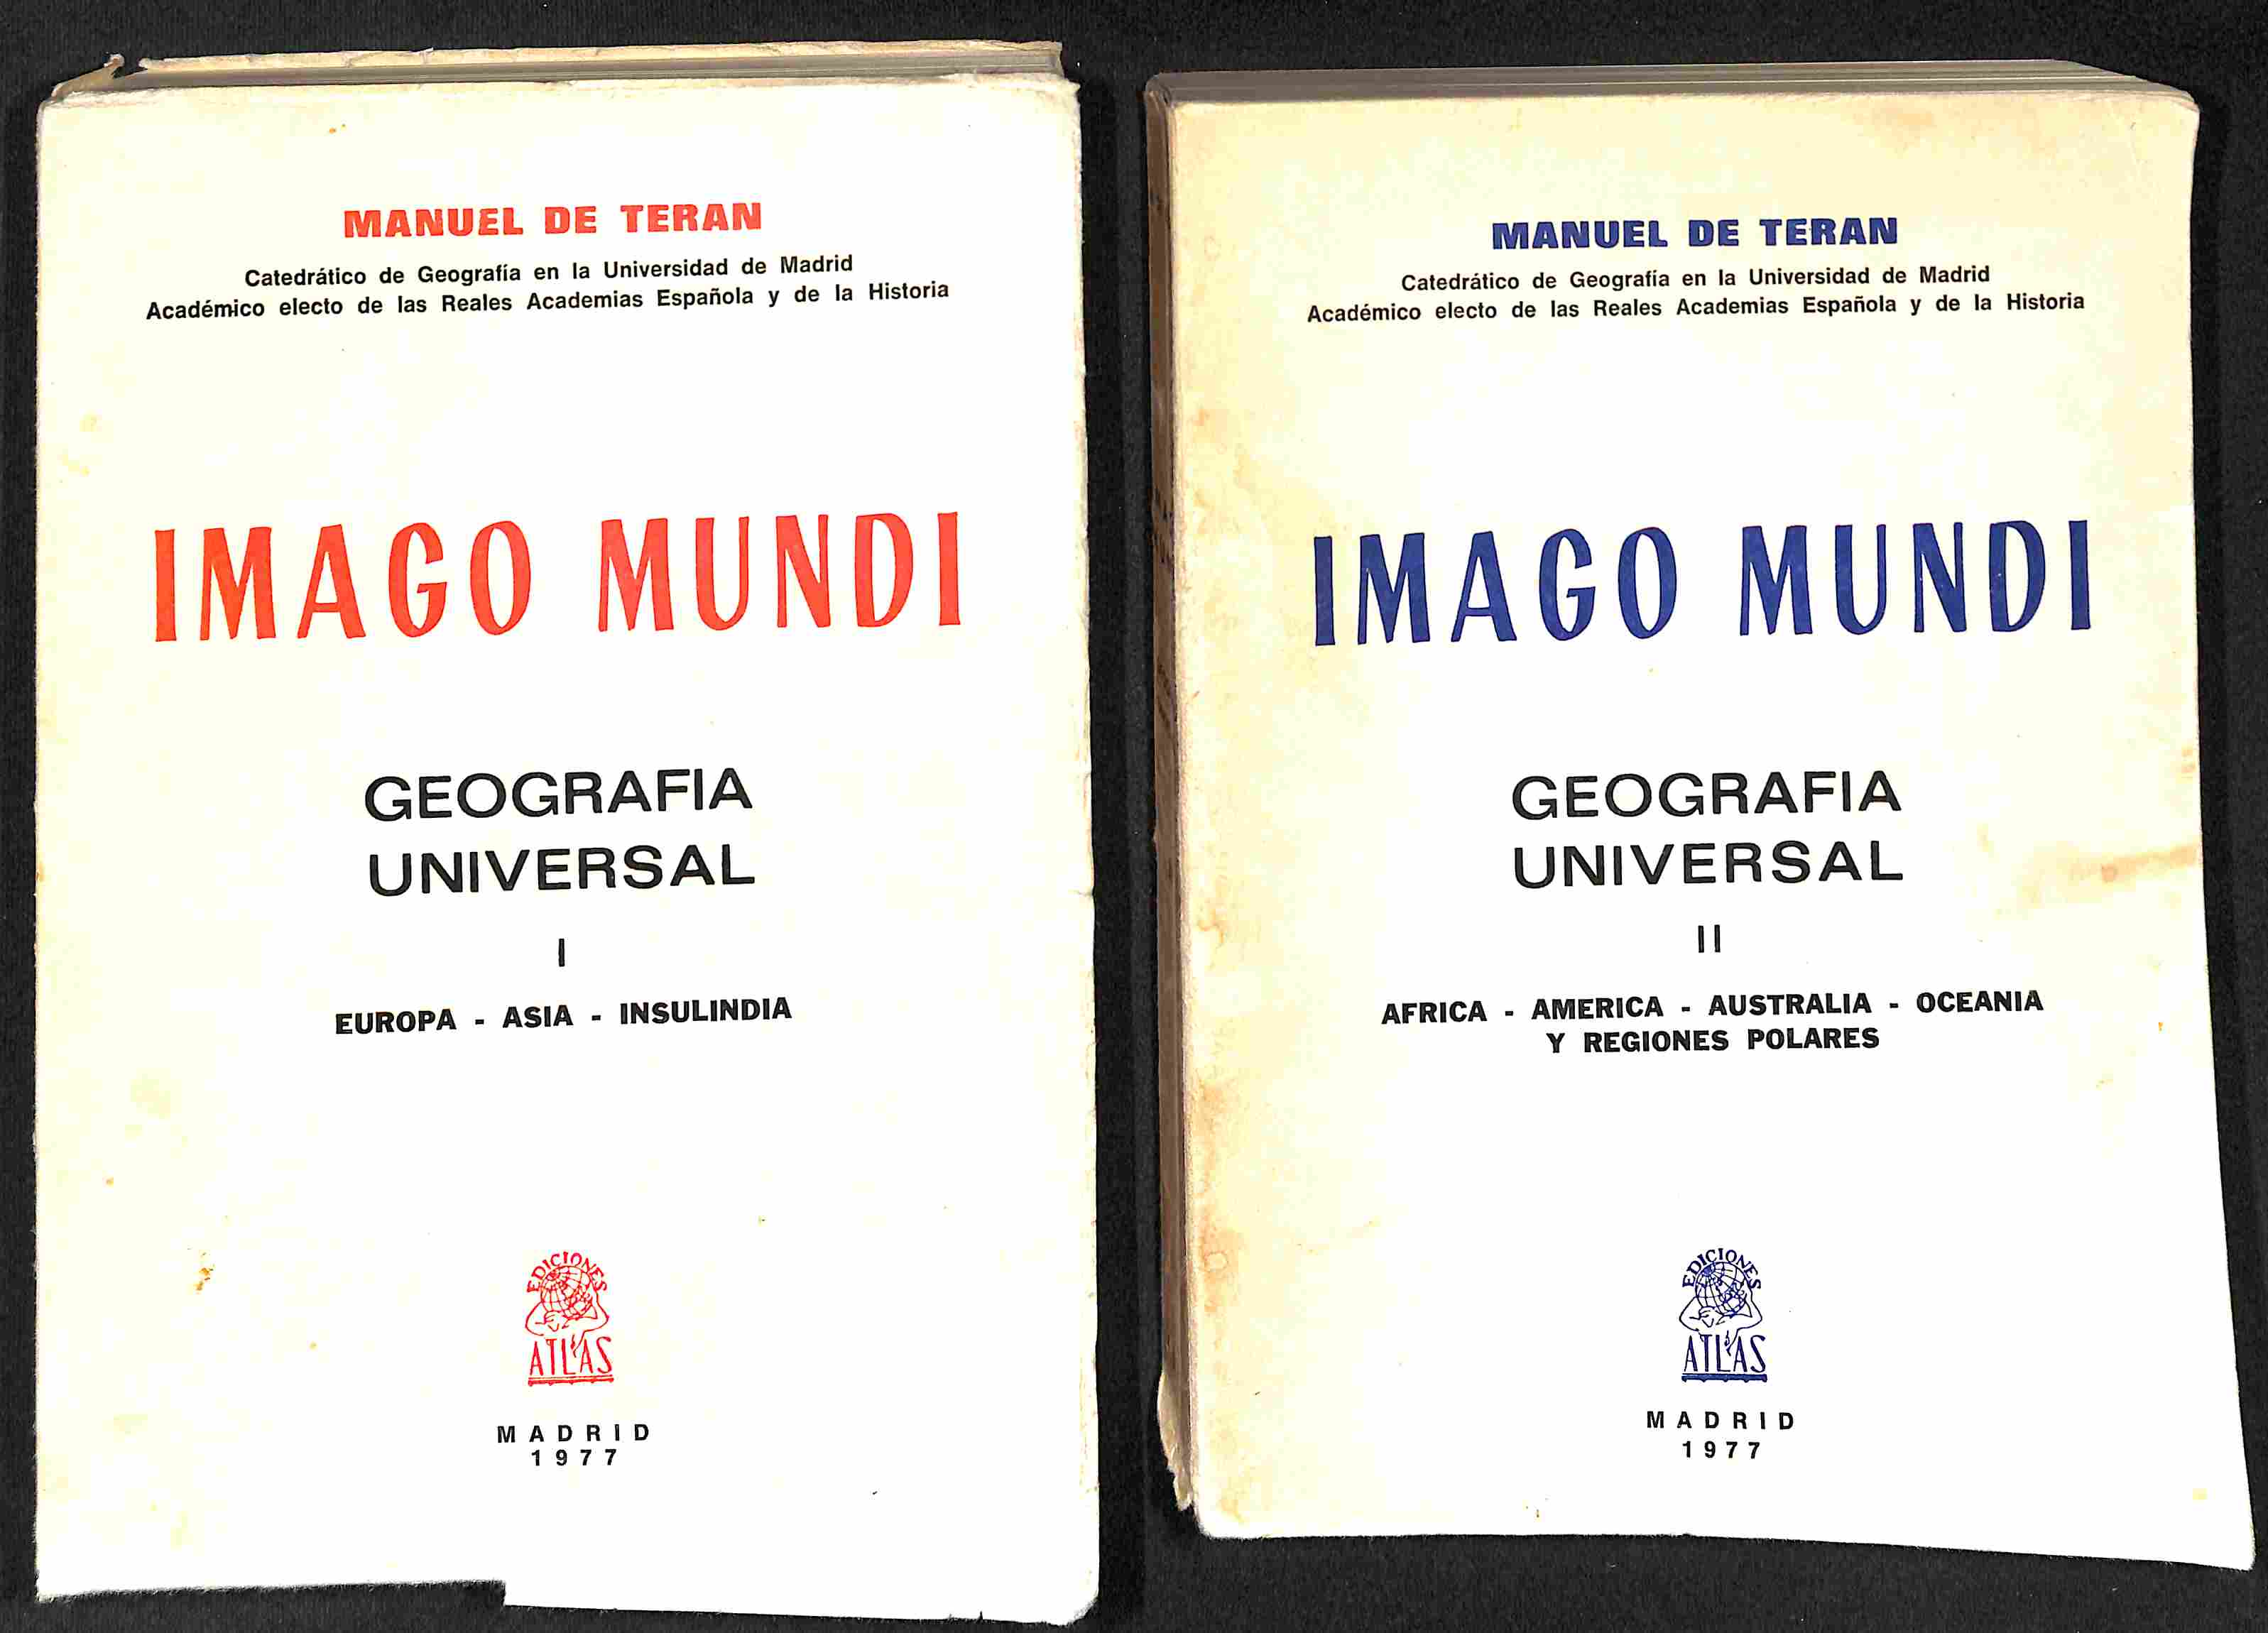 MANUEL DE TERAN
Catedrático de Geografía en la Universidad de Madrid
Académico electo de las Reales Academias Española y de la Historia
IMAGO MUNDI
GEOGRAFIA
UNIVERSAL
I
EUROPA - ASIA - INSULINDIA
EDICIONES
ATLAS
MADRID
1977
MANUEL DE TERAN
Catedrático de Geografía en la Universidad de Madrid
Académico electo de las Reales Academias Española y de la Historia
IMAGO MUNDI
GEOGRAFIA
UNIVERSAL
II
AFRICA - AMERICA - AUSTRALIA - OCEANIA
Y REGIONES POLARES
EDICIONES
ATLAS
MADRID
1977